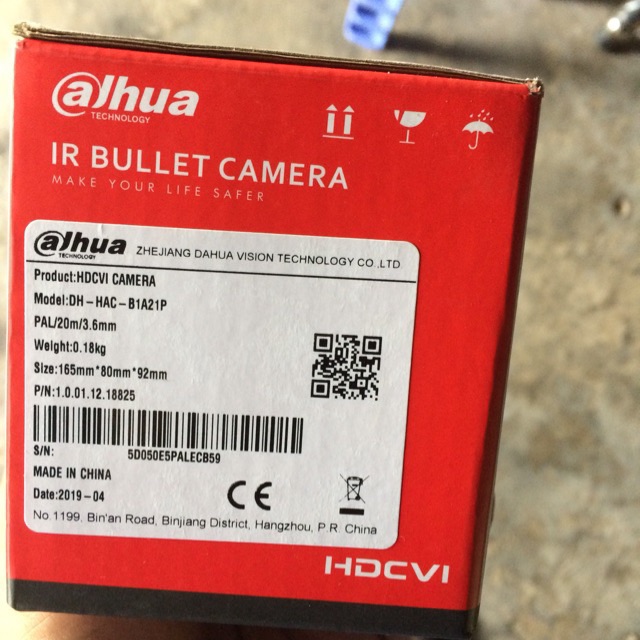 alhua
TECHNOLOGY
IR BULLET CAMERA
MAKE YOUR LIFE SAFER
alhua
TECHNOLOGY
ZHEJIANG DAHUA VISION TECHNOLOGY CO.,LTD
Product:HDCVI CAMERA
Model:DH-HAC-B1A21P
PAL/20m/3.6mm
Weight:0.18kg
Size:165mm*80mm*92mm
P/N:1.0.01.12.18825
S/N: 5D050E5PALECB59
MADE IN CHINA
Date:2019-04
CE
No.1199, Bin'an Road, Binjiang District, Hangzhou, P.R. China
HDCVI